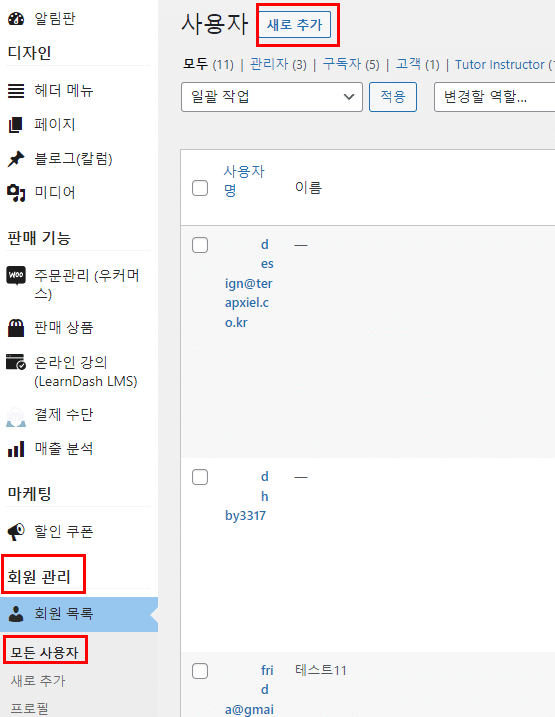 알림판
디자인
헤더 메뉴
페이지
블로그(칼럼)
미디어
판매 기능
주문관리 (우커머
스)
판매 상품
온라인 강의
(LearnDash LMS)
결제 수단
매출 분석
마케팅
할인 쿠폰
회원 관리
회원 목록
모든 사용자
새로 추가
프로필
사용자 새로 추가
모두 (11) | 관리자 (3) | 구독자 (5) | 고객 (1) | Tutor Instructor (1
일괄 작업 적용 변경할 역할...
사용자
명
이름
d —
es
ign@ter
apxiel.c
o.kr
d —
h
by3317
fri 테스트11
d
a@gmai